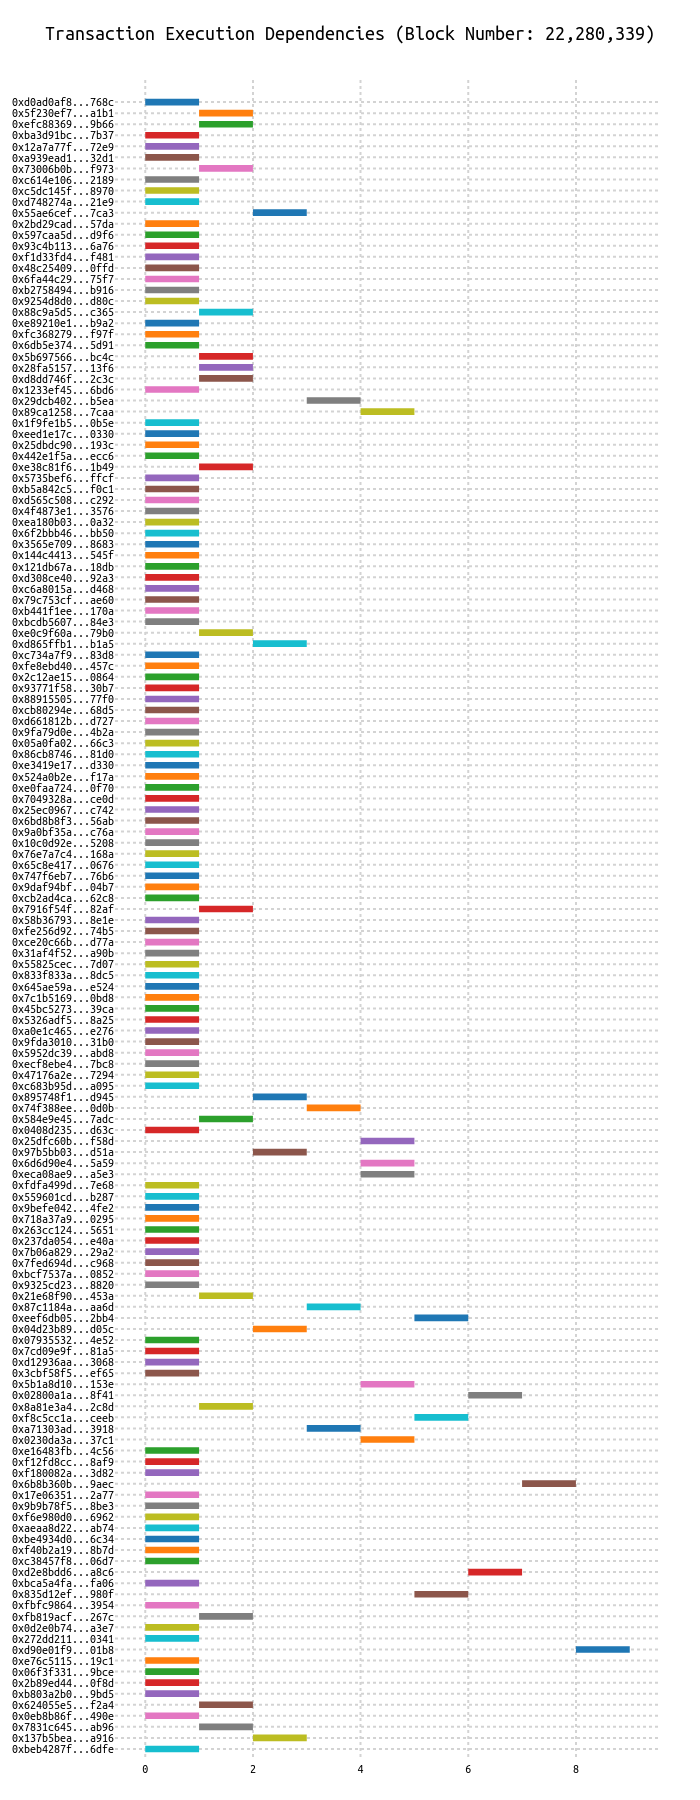 Transaction Execution Dependencies (Block Number: 22,280,339)
0xd0ad0af8...768c
0x5f230ef7...a1b1
0xefc88369...9b66
0xba3d91bc...7b37
0x12a7a77f...72e9
0xa939ead1...32d1
0x73006b0b...f973
0xc614e106...2189
0xc5dc145f...8970
0xd748274a...21e9
0x55ae6cef...7ca3
0x2bd29cad...57da
0x597caa5d...d9f6
0x93c4b113...6a76
0xf1d33fd4...f481
0x48c25409...0ffd
0x6fa44c29...75f7
0xb2758494...b916
0x9254d8d0...d80c
0x88c9a5d5...c365
0xe89210e1...b9a2
0xfc368279...f97f
0x6db5e374...5d91
0x5b697566...bc4c
0x28fa5157...13f6
0xd8dd746f...2c3c
0x1233ef45...6bd6
0x29dcb402...b5ea
0x89ca1258...7caa
0x1f9fe1b5...0b5e
0xeed1e17c...0330
0x25dbdc90...193c
0x442e1f5a...ecc6
0xe38c81f6...1b49
0x5735bef6...ffcf
0xb5a842c5...f0c1
0xd565c508...c292
0x4f4873e1...3576
0xea180b03...0a32
0x6f2bbb46...bb50
0x3565e709...8683
0x144c4413...545f
0x121db67a...18db
0xd308ce40...92a3
0xc6a8015a...d468
0x79c753cf...ae60
0xb441f1ee...170a
0xbcdb5607...84e3
0xe0c9f60a...79b0
0xd865ffb1...b1a5
0xc734a7f9...83d8
0xfe8ebd40...457c
0x2c12ae15...0864
0x93771f58...30b7
0x88915505...77f0
0xcb80294e...68d5
0xd661812b...d727
0x9fa79d0e...4b2a
0x05a0fa02...66c3
0x86cb8746...81d0
0xe3419e17...d330
0x524a0b2e...f17a
0xe0faa724...0f70
0x7049328a...ce0d
0x25ec0967...c742
0x6bd8b8f3...56ab
0x9a0bf35a...c76a
0x10c0d92e...5208
0x76e7a7c4...168a
0x65c8e417...0676
0x747f6eb7...76b6
0x9daf94bf...04b7
0xcb2ad4ca...62c8
0x7916f54f...82af
0x58b36793...8e1e
0xfe256d92...74b5
0xce20c66b...d77a
0x31af4f52...a90b
0x55825cec...7d07
0x833f833a...8dc5
0x645ae59a...e524
0x7c1b5169...0bd8
0x45bc5273...39ca
0x5326adf5...8a25
0xa0e1c465...e276
0x9fda3010...31b0
0x5952dc39...abd8
0xecf8ebe4...7bc8
0x47176a2e...7294
0xc683b95d...a095
0x895748f1...d945
0x74f388ee...0d0b
0x584e9e45...7adc
0x0408d235...d63c
0x25dfc60b...f58d
0x97b5bb03...d51a
0x6d6d90e4...5a59
0xeca08ae9...a5e3
0xfdfa499d...7e68
0x559601cd...b287
0x9befe042...4fe2
0x718a37a9...0295
0x263cc124...5651
0x237da054...e40a
0x7b06a829...29a2
0x7fed694d...c968
0xbcf7537a...0852
0x9325cd23...8820
0x21e68f90...453a
0x87c1184a...aa6d
0xeef6db05...2bb4
0x04d23b89...d05c
0x07935532...4e52
0x7cd09e9f...81a5
0xd12936aa...3068
0x3cbf58f5...ef65
0x5b1a8d10...153e
0x02800a1a...8f41
0x8a81e3a4...2c8d
0xf8c5cc1a...ceeb
0xa71303ad...3918
0x0230da3a...37c1
0xe16483fb...4c56
0xf12fd8cc...8af9
0xf180082a...3d82
0x6b8b360b...9aec
0x17e06351...2a77
0x9b9b78f5...8be3
0xf6e980d0...6962
0xaeaa8d22...ab74
0xbe4934d0...6c34
0xf40b2a19...8b7d
0xc38457f8...06d7
0xd2e8bdd6...a8c6
0xbca5a4fa...fa06
0x835d12ef...980f
0xfbfc9864...3954
0xfb819acf...267c
0x0d2e0b74...a3e7
0x272dd211...0341
0xd90e01f9...01b8
0xe76c5115...19c1
0x06f3f331...9bce
0x2b89ed44...0f8d
0xb803a2b0...9bd5
0x624055e5...f2a4
0x0eb8b86f...490e
0x7831c645...ab96
0x137b5bea...a916
0xbeb4287f...6dfe
0 2 4 6 8